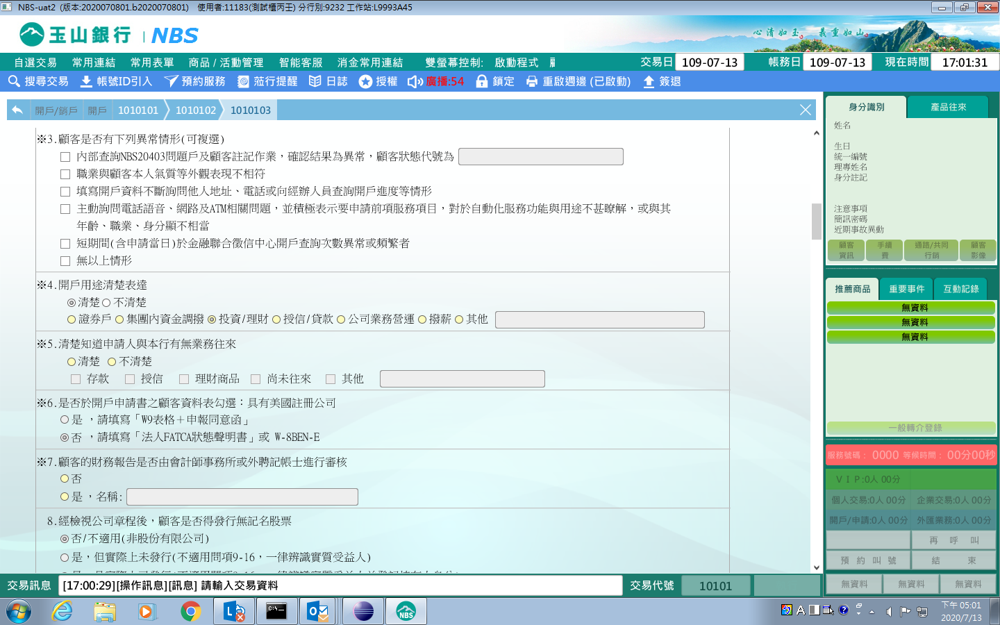 NBS-uat2 (版本:2020070801.b2020070801) 使用者:11183(測試櫃丙壬) 分行別:9232 工作站:L9993A45
玉山銀行 NBS
心清如玉 義重如山
自選交易 常用連結 常用表單 商品/活動管理 智能客服 消金常用連結 雙螢幕控制: 啟動程式
交易日 109-07-13 帳務日 109-07-13 現在時間 17:01:31
搜尋交易 帳號ID引入 預約服務 蒞行提醒 日誌 授權 廣播:54 鎖定 重啟週邊 (已啟動) 簽退
開戶/銷戶 開戶 1010101 1010102 1010103
※3.顧客是否有下列異常情形(可複選)
內部查詢NBS20403問題戶及顧客註記作業，確認結果為異常，顧客狀態代號為
職業與顧客本人氣質等外觀表現不相符
填寫開戶資料不斷詢問他人地址、電話或向經辦人員查詢開戶進度等情形
主動詢問電話語音、網路及ATM相關問題，並積極表示要申請前項服務項目，對於自動化服務功能與用途不甚瞭解，或與其
年齡、職業、身分顯不相當
短期間(含申請當日)於金融聯合徵信中心開戶查詢次數異常或頻繁者
無以上情形
※4.開戶用途清楚表達
清楚 不清楚
證券戶 集團內資金調撥 投資/理財 授信/貸款 公司業務營運 撥薪 其他
※5.清楚知道申請人與本行有無業務往來
清楚 不清楚
存款 授信 理財商品 尚未往來 其他
※6.是否於開戶申請書之顧客資料表勾選：具有美國註冊公司
是 ，請填寫「W9表格＋申報同意函」
否 ，請填寫「法人FATCA狀態聲明書」或 W-8BEN-E
※7.顧客的財務報告是否由會計師事務所或外聘記帳士進行審核
否
是 ，名稱:
8.經檢視公司章程後，顧客是否得發行無記名股票
否/不適用(非股份有限公司)
是，但實際上未發行(不適用問項9-16，一律辨識實質受益人)
身分識別 產品往來
姓名
生日
統一編號
理專姓名
身分註記
注意事項
簡訊密碼
近期事故異動
顧客資訊 手續費 通路/共同行銷 顧客影像
推薦商品 重要事件 互動記錄
無資料
無資料
無資料
一般轉介登錄
服務號碼： 0000 等候時間： 00分00秒
ＶＩＰ:0人 00分
個人交易:0人 00分 企業交易:0人 00分
開戶/申請:0人 00分 外匯業務:0人 00分
再 呼 叫
預 約 叫 號 結 束
無資料 無資料 無資料
交易訊息 [17:00:29][操作訊息][訊息] 請輸入交易資料 交易代號 10101
NBS
下午 05:01
2020/7/13